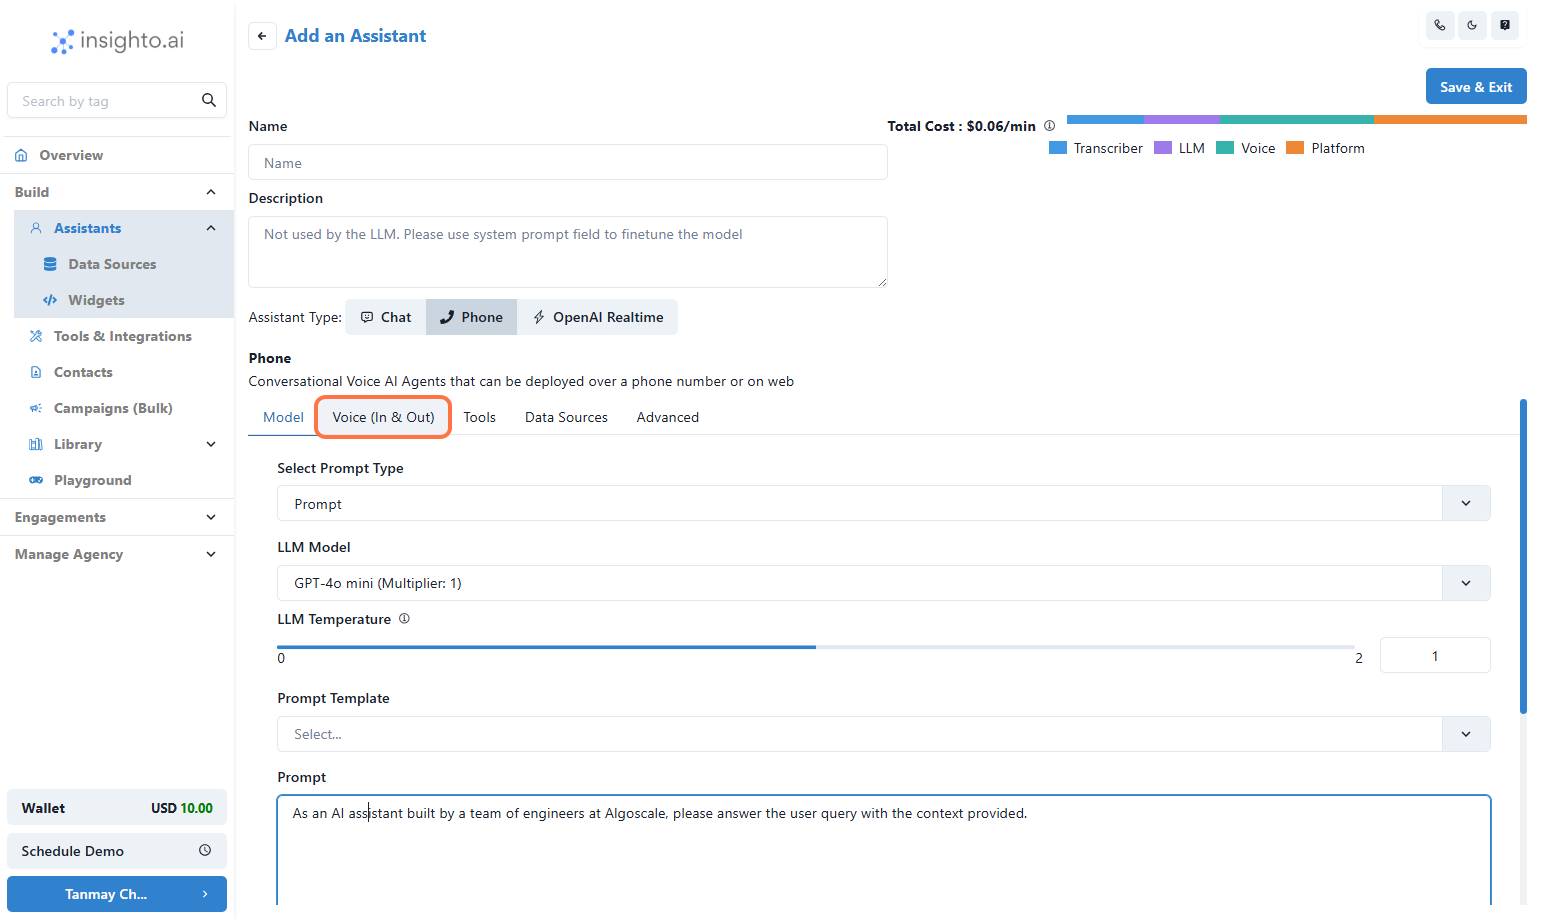 insighto.ai
Search by tag
Overview
Build
Assistants
Data Sources
Widgets
Tools & Integrations
Contacts
Campaigns (Bulk)
Library
Playground
Engagements
Manage Agency
Wallet USD 10.00
Schedule Demo
Tanmay Ch...
Add an Assistant
Save & Exit
Name
Name
Total Cost : $0.06/min
Transcriber LLM Voice Platform
Description
Not used by the LLM. Please use system prompt field to finetune the model
Assistant Type: Chat Phone OpenAI Realtime
Phone
Conversational Voice AI Agents that can be deployed over a phone number or on web
Model Voice (In & Out) Tools Data Sources Advanced
Select Prompt Type
Prompt
LLM Model
GPT-4o mini (Multiplier: 1)
LLM Temperature
0 2 1
Prompt Template
Select...
Prompt
As an AI assistant built by a team of engineers at Algoscale, please answer the user query with the context provided.